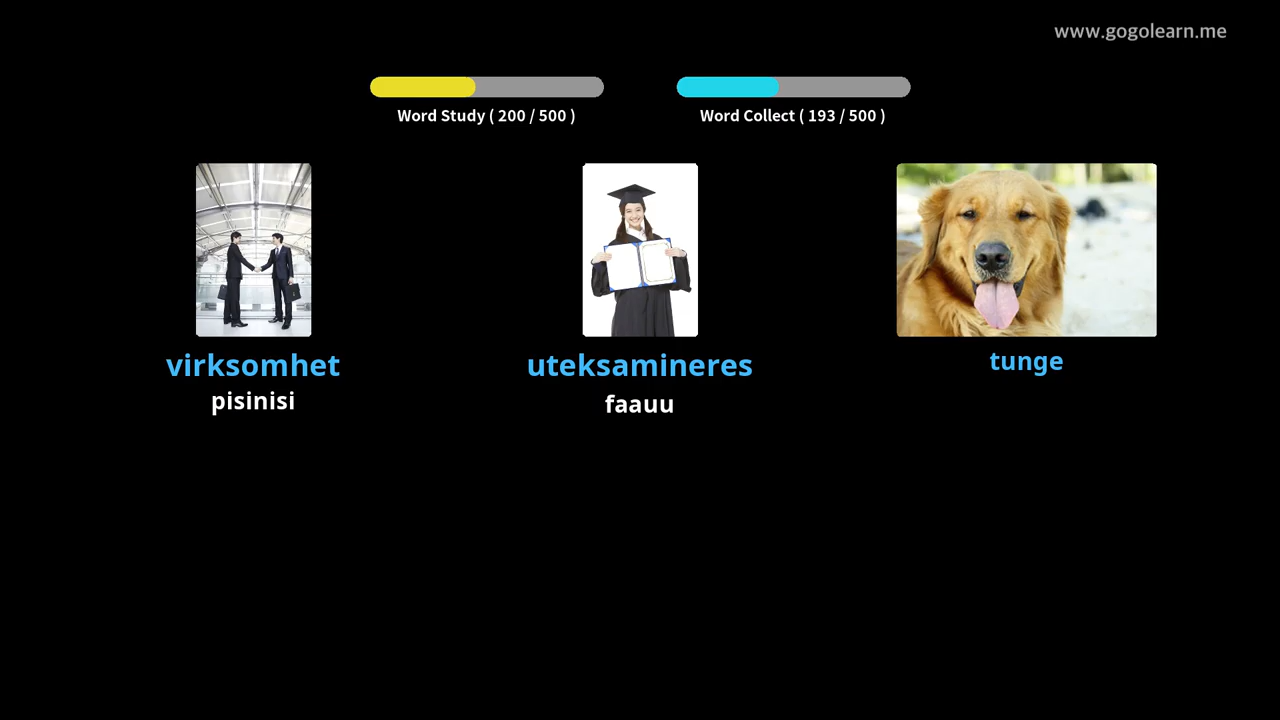 www.gogolearn.me
Word Study ( 200 / 500 )
Word Collect ( 193 / 500 )
virksomhet
pisinisi
uteksamineres
faauu
tunge